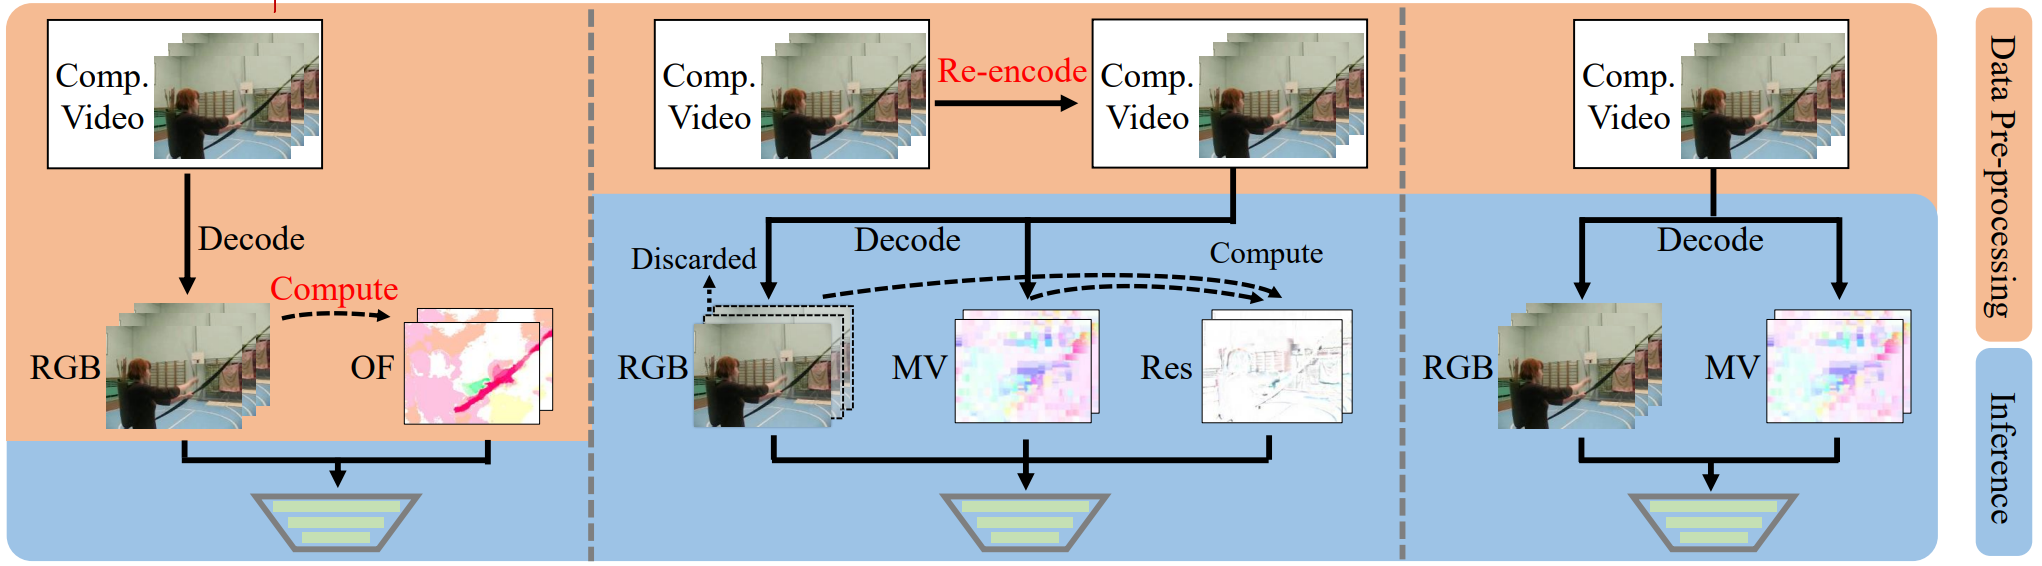 Comp.
Video
Decode
Compute
RGB
OF
Comp.
Video
Re-encode
Comp.
Video
Decode
Discarded
Compute
RGB
MV
Res
Comp.
Video
Decode
RGB
MV
Data Pre-processing
Inference